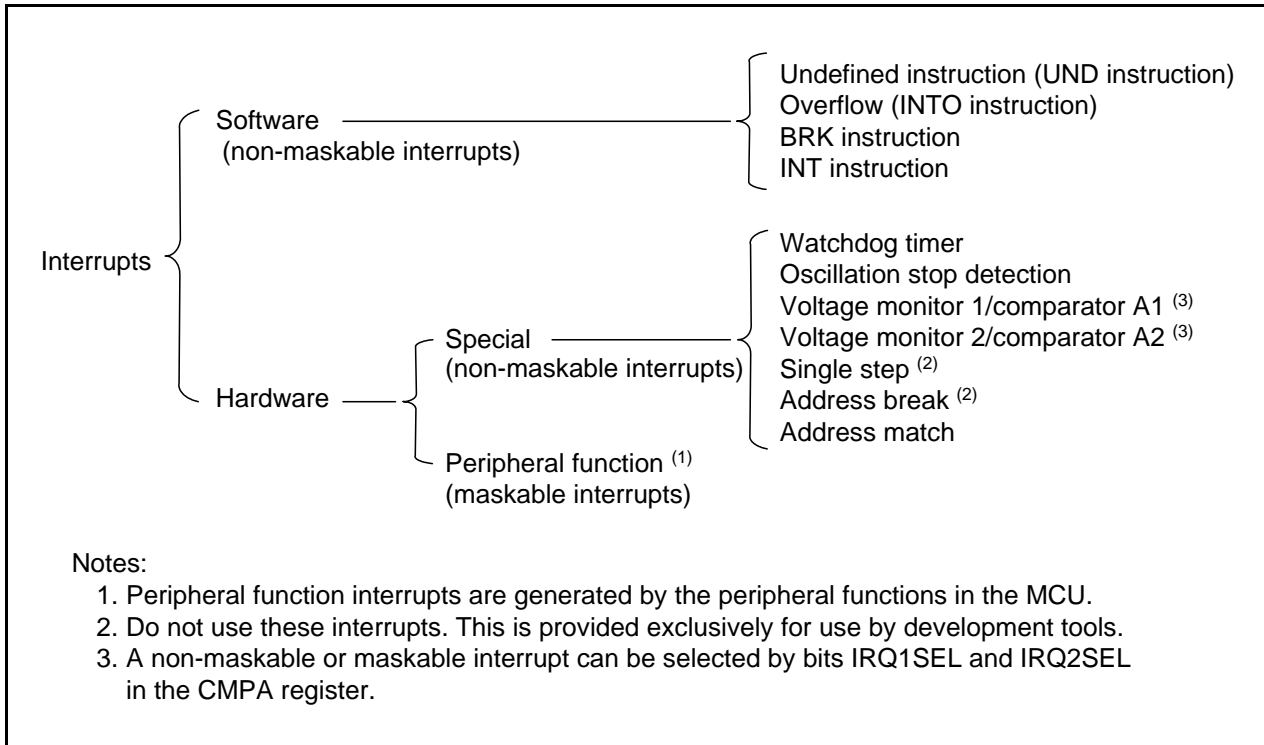 Interrupts
Software
(non-maskable interrupts)
Undefined instruction (UND instruction)
Overflow (INTO instruction)
BRK instruction
INT instruction
Hardware
Special
(non-maskable interrupts)
Watchdog timer
Oscillation stop detection
Voltage monitor 1/comparator A1 (3)
Voltage monitor 2/comparator A2 (3)
Single step (2)
Address break (2)
Address match
Peripheral function (1)
(maskable interrupts)
Notes:
1. Peripheral function interrupts are generated by the peripheral functions in the MCU.
2. Do not use these interrupts. This is provided exclusively for use by development tools.
3. A non-maskable or maskable interrupt can be selected by bits IRQ1SEL and IRQ2SEL
in the CMPA register.